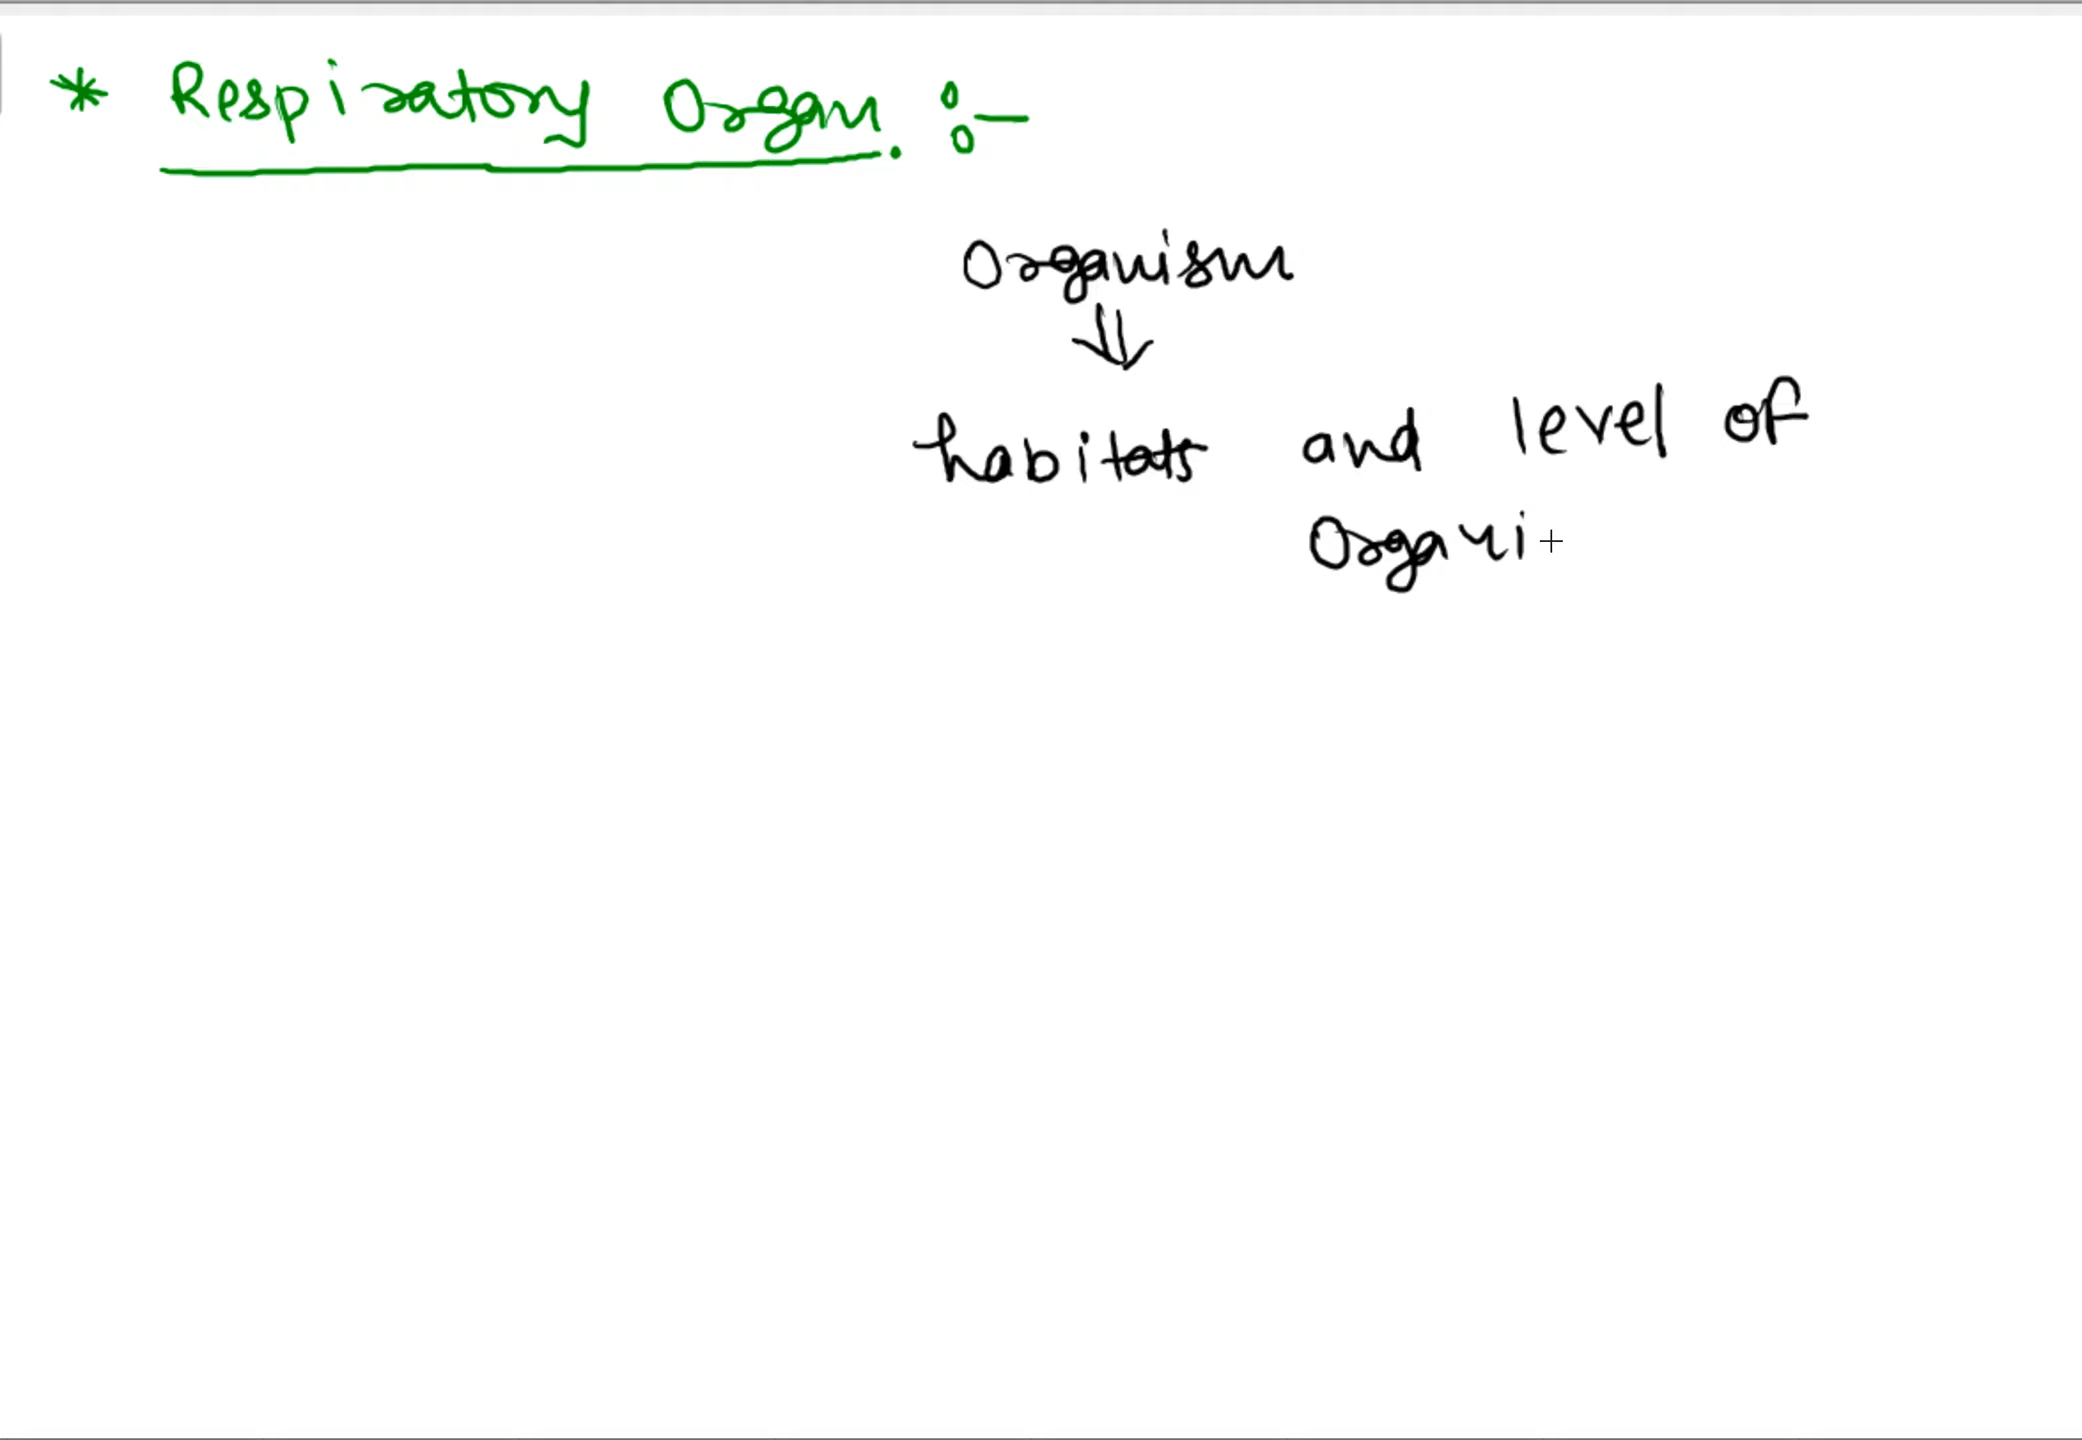 * Respiratory Organ. :-
Organism
⇓
habitats and level of
Organi